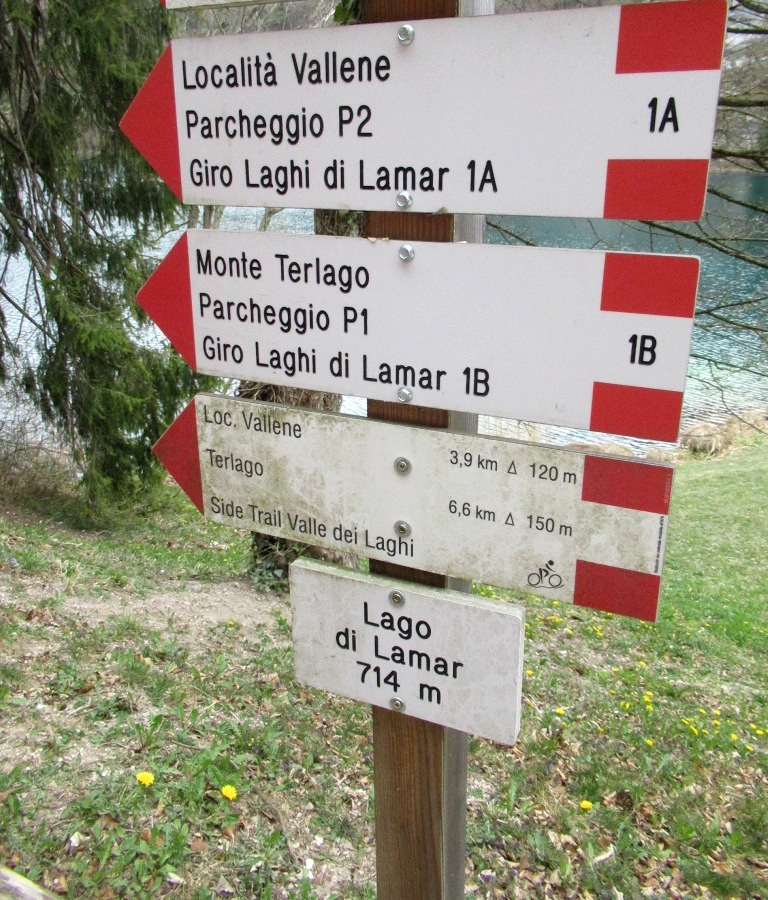 Località Vallene
Parcheggio P2
Giro Laghi di Lamar 1A
1A
Monte Terlago
Parcheggio P1
Giro Laghi di Lamar 1B
1B
Loc. Vallene 3,9 km Δ 120 m
Terlago 6,6 km Δ 150 m
Side Trail Valle dei Laghi
Lago
di Lamar
714 m